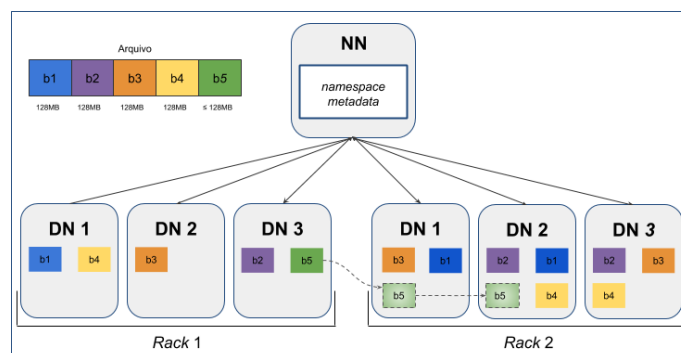 NN
Arquivo
b1 b2 b3 b4 b5
128MB 128MB 128MB 128MB ≤ 128MB
namespace
metadata
DN 1 DN 2 DN 3 DN 1 DN 2 DN 3
b1 b4 b3 b2 b5 b3 b1 b2 b1 b2 b3
b5 b5 b4 b4
Rack 1 Rack 2